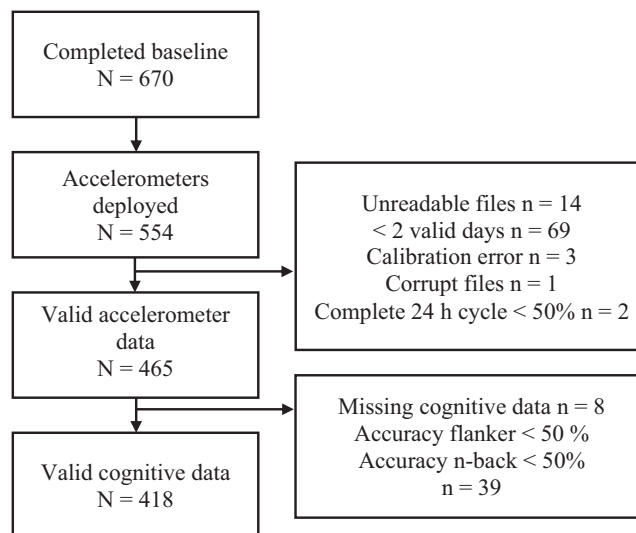 Completed baseline
N = 670
Accelerometers
deployed
N = 554
Unreadable files n = 14
< 2 valid days n = 69
Calibration error n = 3
Corrupt files n = 1
Complete 24 h cycle < 50% n = 2
Valid accelerometer
data
N = 465
Missing cognitive data n = 8
Accuracy flanker < 50 %
Accuracy n-back < 50%
n = 39
Valid cognitive data
N = 418